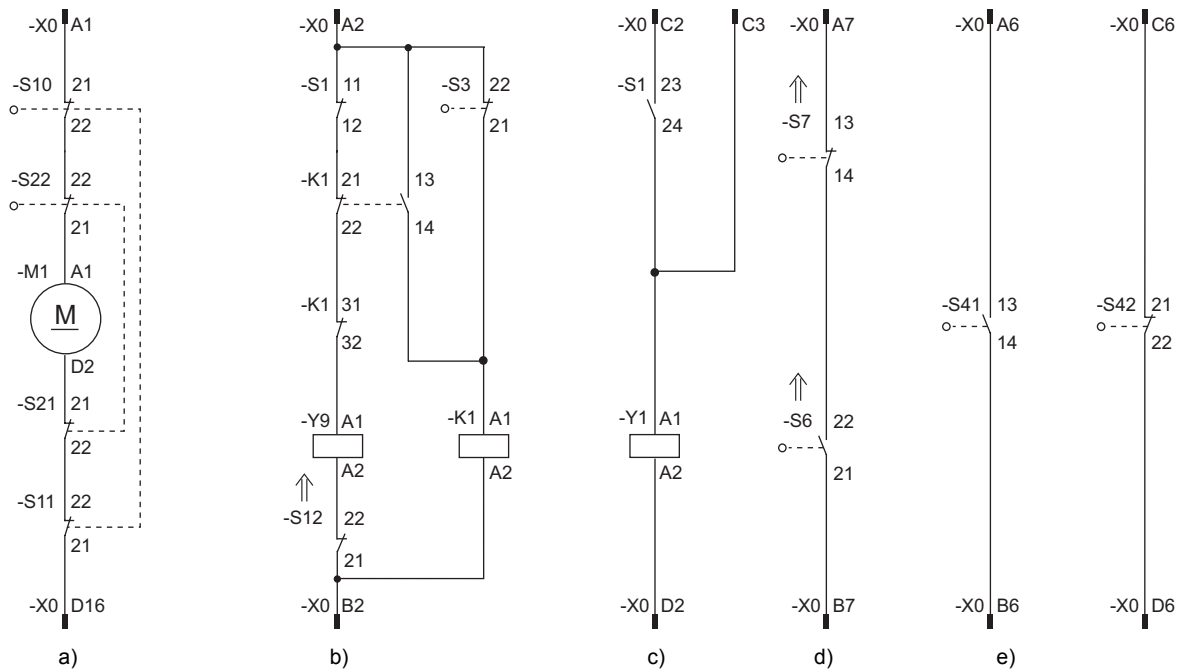 -X0 A1
-S10 21
22
-S22 22
21
-M1 A1
M
D2
-S21 21
22
-S11 22
21
-X0 D16
a)
-X0 A2
-S1 11
12
-S3 22
21
-K1 21
22
13
14
-K1 31
32
-Y9 A1
A2
-K1 A1
A2
-S12 22
21
-X0 B2
b)
-X0 C2
C3
-S1 23
24
-Y1 A1
A2
-X0 D2
c)
-X0 A7
-S7 13
14
-S6 22
21
-X0 B7
d)
-X0 A6
-S41 13
14
-X0 B6
-X0 C6
-S42 21
22
-X0 D6
e)